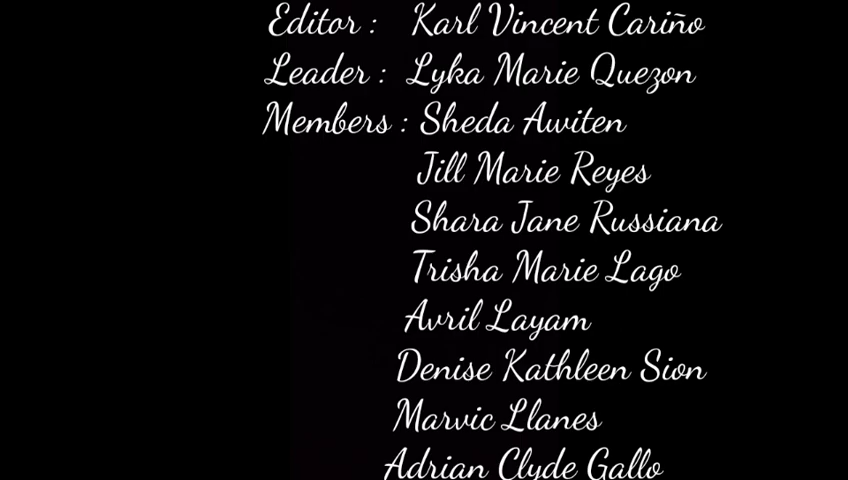 Editor : Karl Vincent Cariño
Leader : Lyka Marie Quezon
Members : Sheda Awiten
Jill Marie Reyes
Shara Jane Russiana
Trisha Marie Lago
Avril Layam
Denise Kathleen Sion
Marvic Llanes
Adrian Clyde Gallo